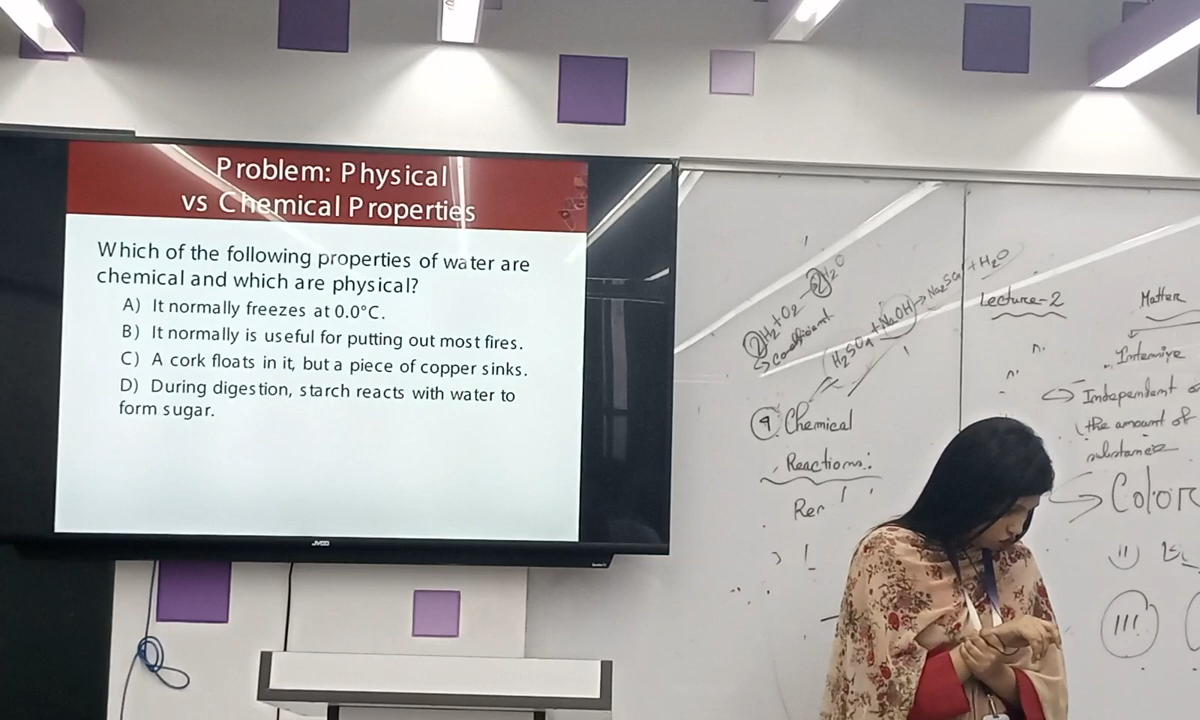 Problem: Physical
vs Chemical Properties
Which of the following properties of water are
chemical and which are physical?
A) It normally freezes at 0.0°C.
B) It normally is useful for putting out most fires.
C) A cork floats in it, but a piece of copper sinks.
D) During digestion, starch reacts with water to
form sugar.
JVCO
2H₂+O₂→2H₂O
Coefficient
H₂SO₄+NaOH→Na₂SO₄+H₂O
9 Chemical
Reactions:
Rer
Lecture-2
Matter
Intensive
Independent
the amount of
substance
Color